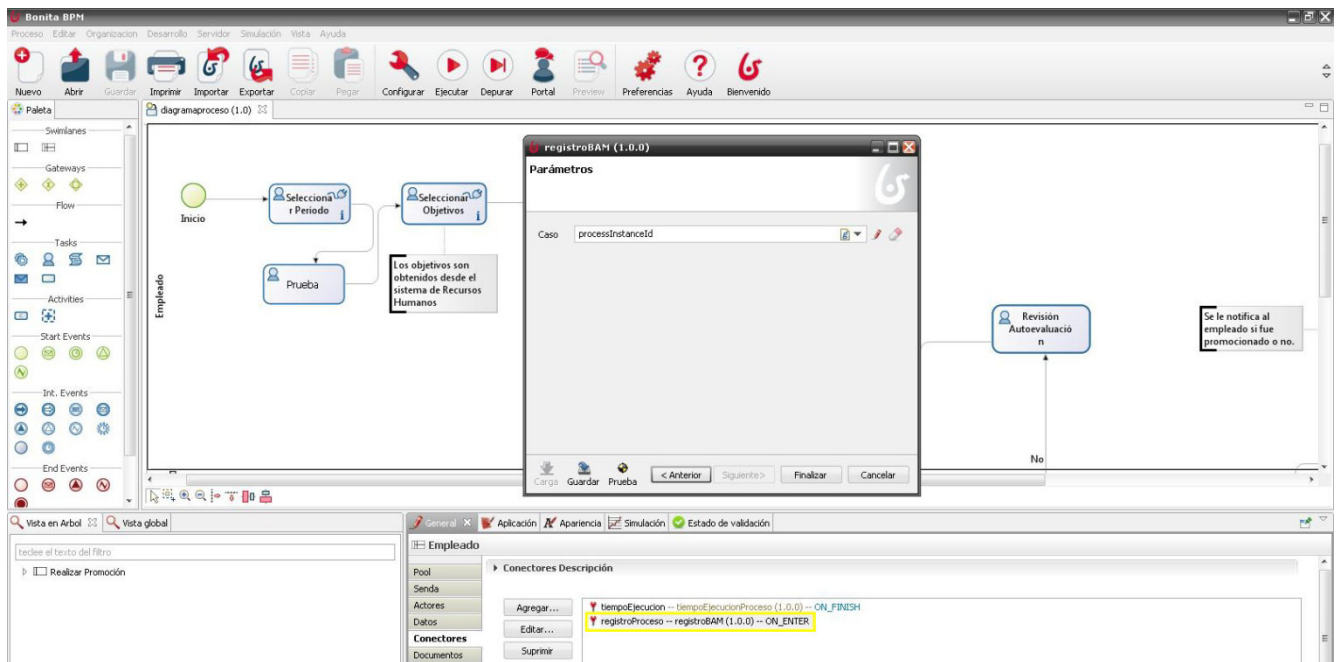 Bonita BPM
Proceso Editar Organizacion Desarrollo Servidor Simulación Vista Ayuda
Nuevo Abrir Guardar Imprimir Importar Exportar Copiar Pegar Configurar Ejecutar Depurar Portal Preview Preferencias Ayuda Bienvenido
Paleta
diagramaproceso (1.0)
Swimlanes
Gateways
Flow
Tasks
Activities
Start Events
Int. Events
End Events
Empleado
Inicio
Selecciona
r Periodo
Prueba
Seleccionar
Objetivos
Los objetivos son
obtenidos desde el
sistema de Recursos
Humanos
registroBAM (1.0.0)
Parámetros
Caso processInstanceId
Carga Guardar Prueba < Anterior Siguiente > Finalizar Cancelar
Revisión
Autoevaluació
n
No
Se le notifica al
empleado si fue
promocionado o no.
Vista en Arbol Vista global
teclee el texto del filtro
Realizar Promoción
General Aplicación Apariencia Simulación Estado de validación
Empleado
Pool
Senda
Actores
Datos
Conectores
Documentos
Conectores Descripción
Agregar...
Editar...
Suprimir
tiempoEjecucion -- tiempoEjecucionProceso (1.0.0) -- ON_FINISH
registroProceso -- registroBAM (1.0.0) -- ON_ENTER